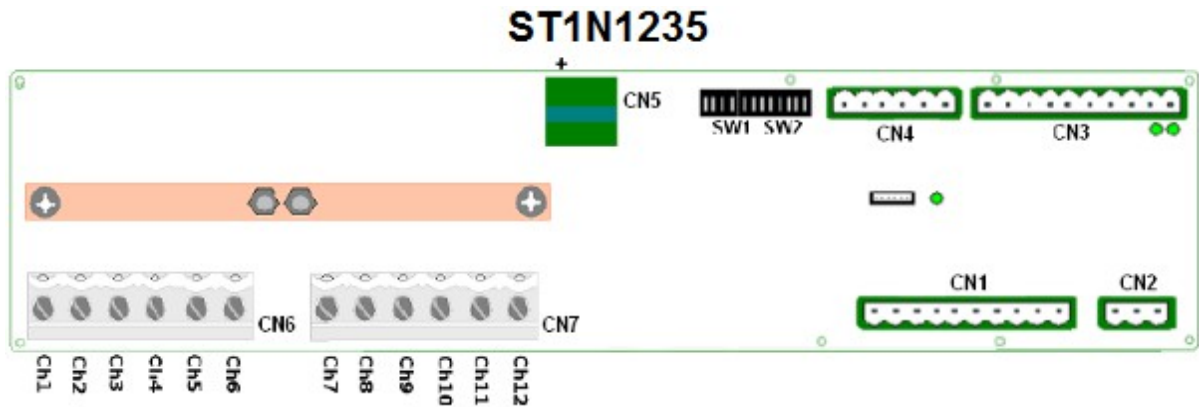 ST1N1235
+
CN5
SW1 SW2
CN4
CN3
CN1
CN2
CN6
CN7
Ch1
Ch2
Ch3
Ch4
Ch5
Ch6
Ch7
Ch8
Ch9
Ch10
Ch11
Ch12